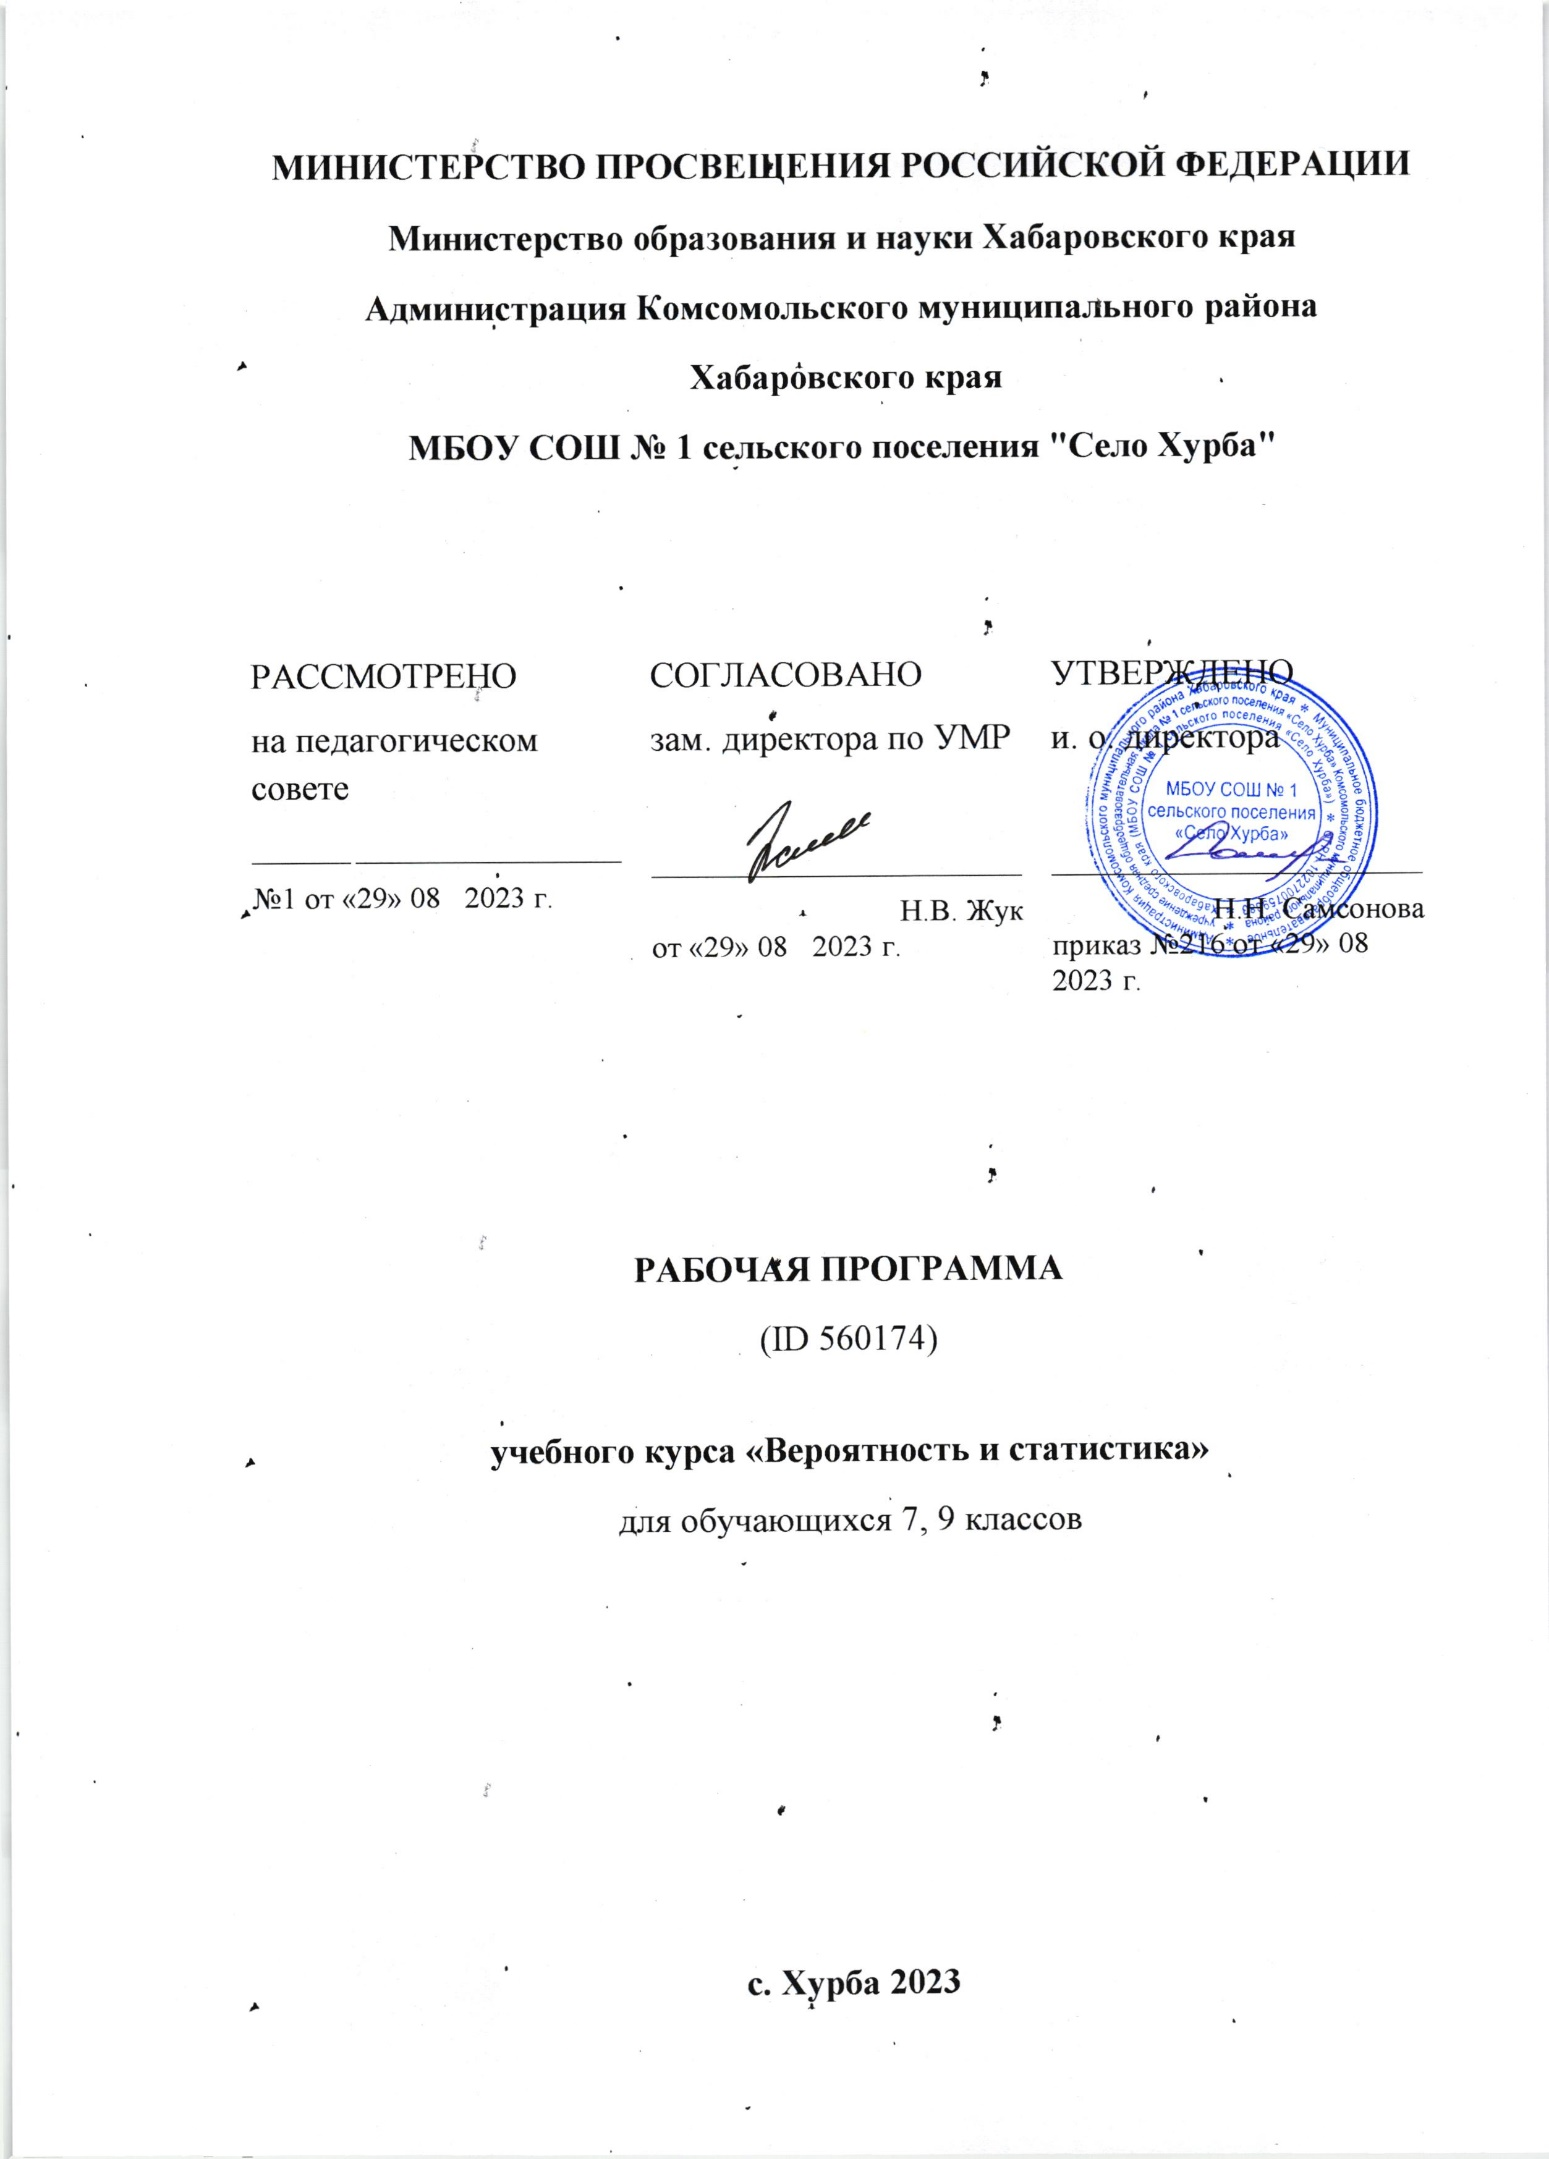 МИНИСТЕРСТВО ПРОСВЕЩЕНИЯ РОССИЙСКОЙ ФЕДЕРАЦИИ
Министерство образования и науки Хабаровского края
Администрация Комсомольского муниципального района
Хабаровского края
МБОУ СОШ № 1 сельского поселения "Село Хурба"
РАССМОТРЕНО
на педагогическом
совете
№1 от «29» 08 2023 г.
СОГЛАСОВАНО
зам. директора по УМР
Н.В. Жук
от «29» 08 2023 г.
УТВЕРЖДЕНО
и. о. директора
МБОУ СОШ № 1
сельского поселения
«Село Хурба»
Н.Н. Самсонова
приказ №216 от «29» 08
2023 г.
РАБОЧАЯ ПРОГРАММА
(ID 560174)
учебного курса «Вероятность и статистика»
для обучающихся 7, 9 классов
с. Хурба 2023